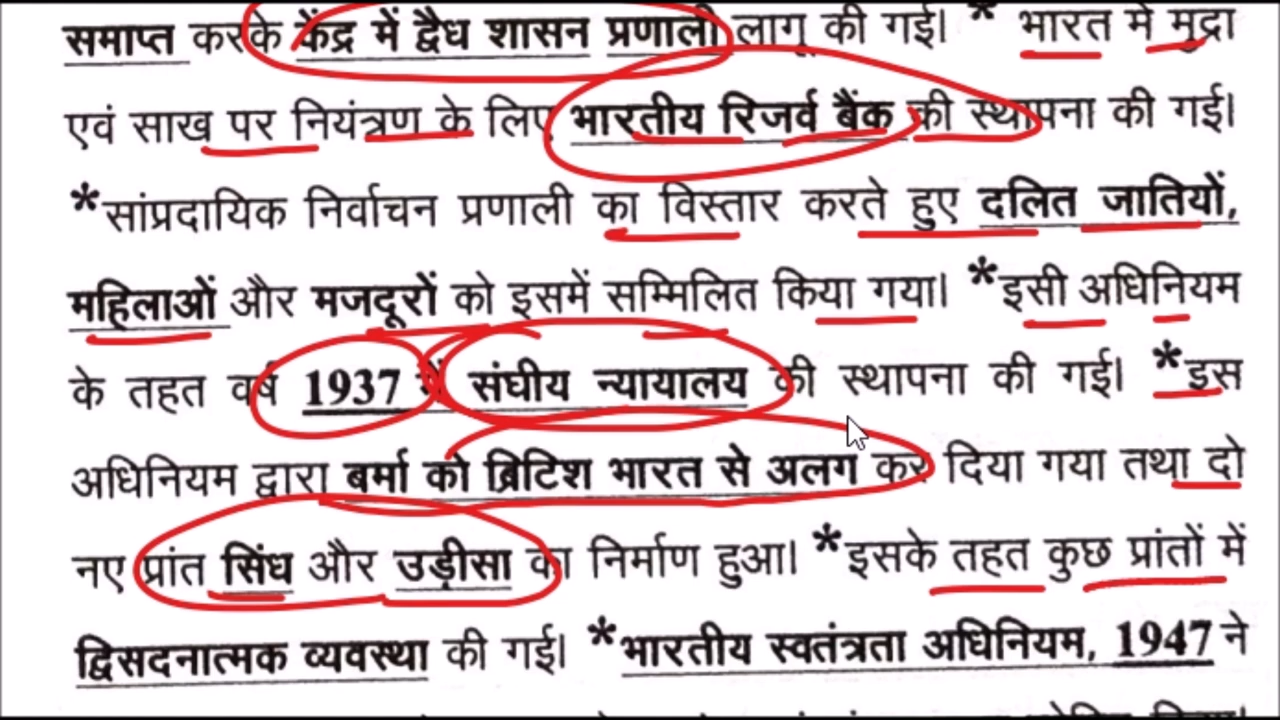 समाप्त करके केंद्र में द्वैध शासन प्रणाली लागू की गई। * भारत में मुद्रा
एवं साख पर नियंत्रण के लिए भारतीय रिजर्व बैंक की स्थापना की गई।
*सांप्रदायिक निर्वाचन प्रणाली का विस्तार करते हुए दलित जातियों,
महिलाओं और मजदूरों को इसमें सम्मिलित किया गया। *इसी अधिनियम
के तहत वर्ष 1937 में संघीय न्यायालय की स्थापना की गई। *इस
अधिनियम द्वारा बर्मा को ब्रिटिश भारत से अलग कर दिया गया तथा दो
नए प्रांत सिंध और उड़ीसा का निर्माण हुआ। *इसके तहत कुछ प्रांतों में
द्विसदनात्मक व्यवस्था की गई। *भारतीय स्वतंत्रता अधिनियम, 1947 ने